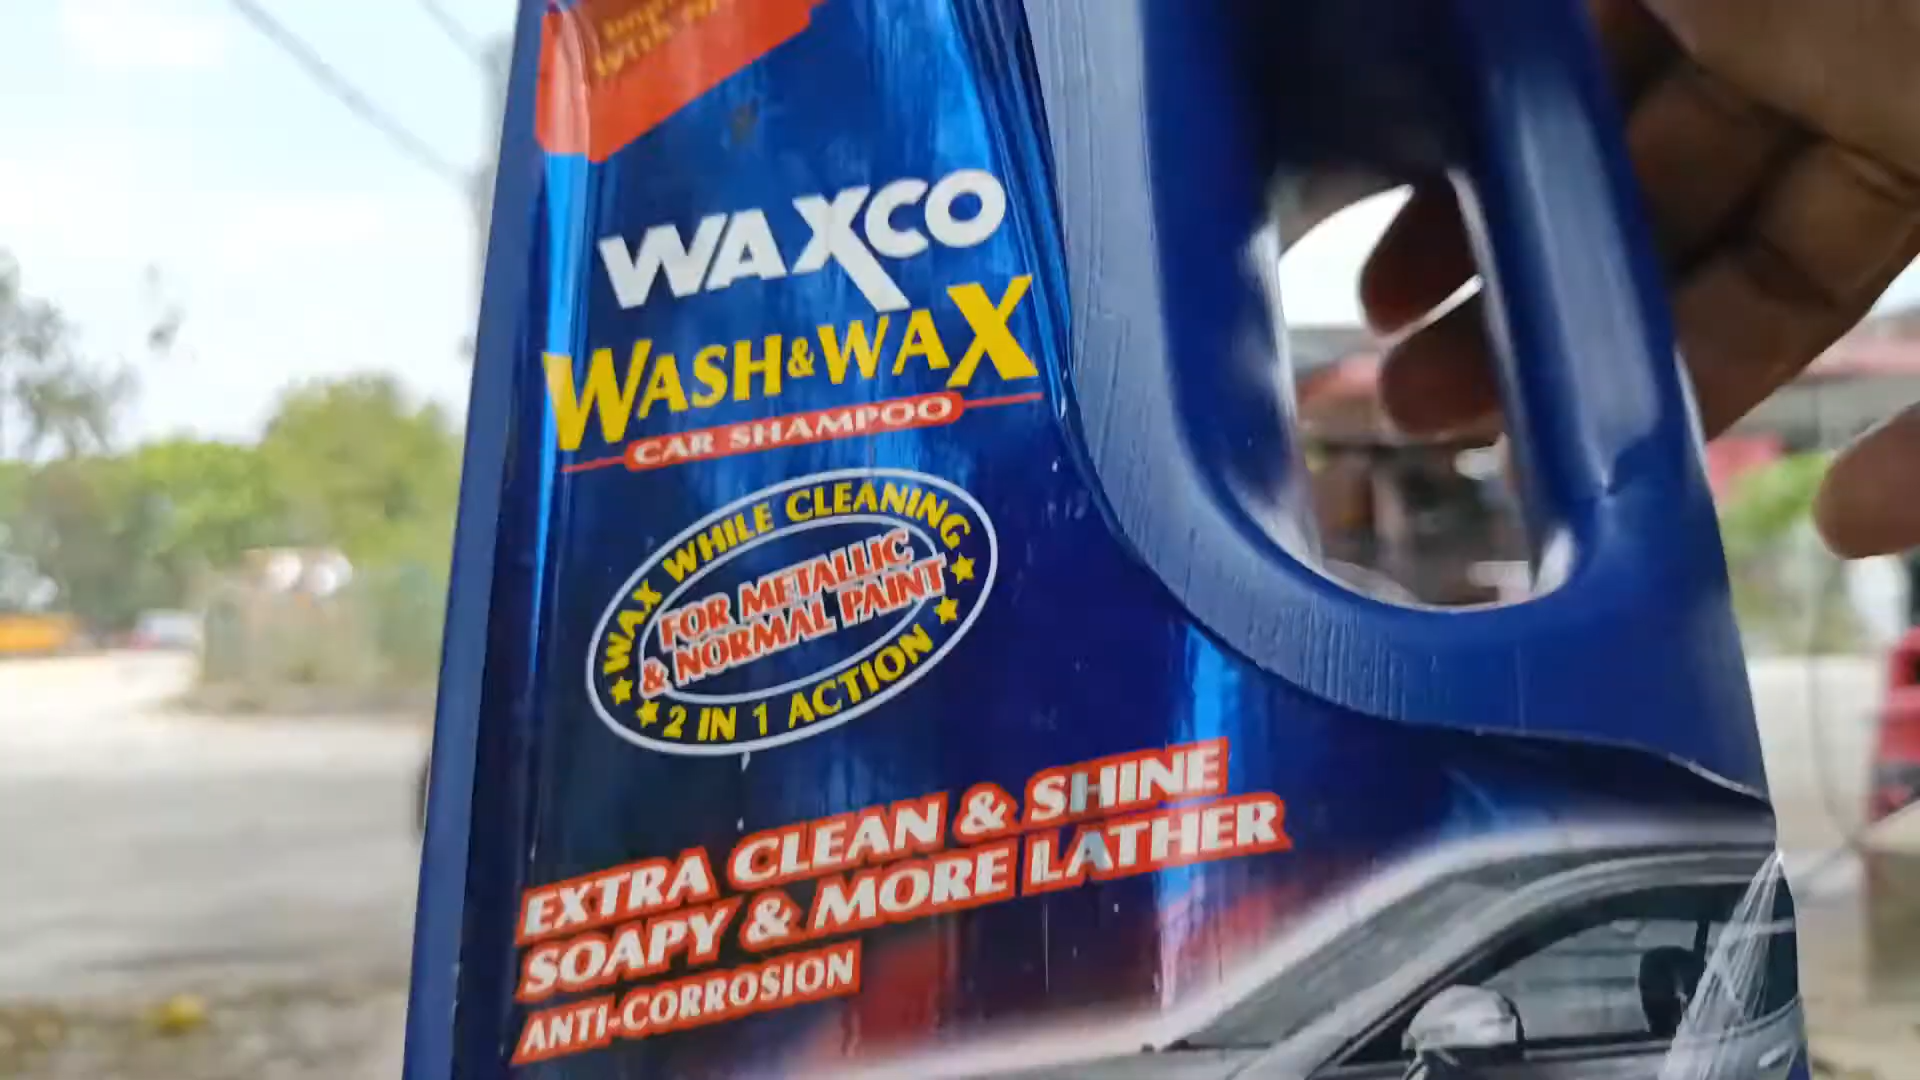 WAXCO
WASH & WAX
CAR SHAMPOO
WAX WHILE CLEANING
FOR METALLIC
& NORMAL PAINT
2 IN 1 ACTION
EXTRA CLEAN & SHINE
SOAPY & MORE LATHER
ANTI-CORROSION